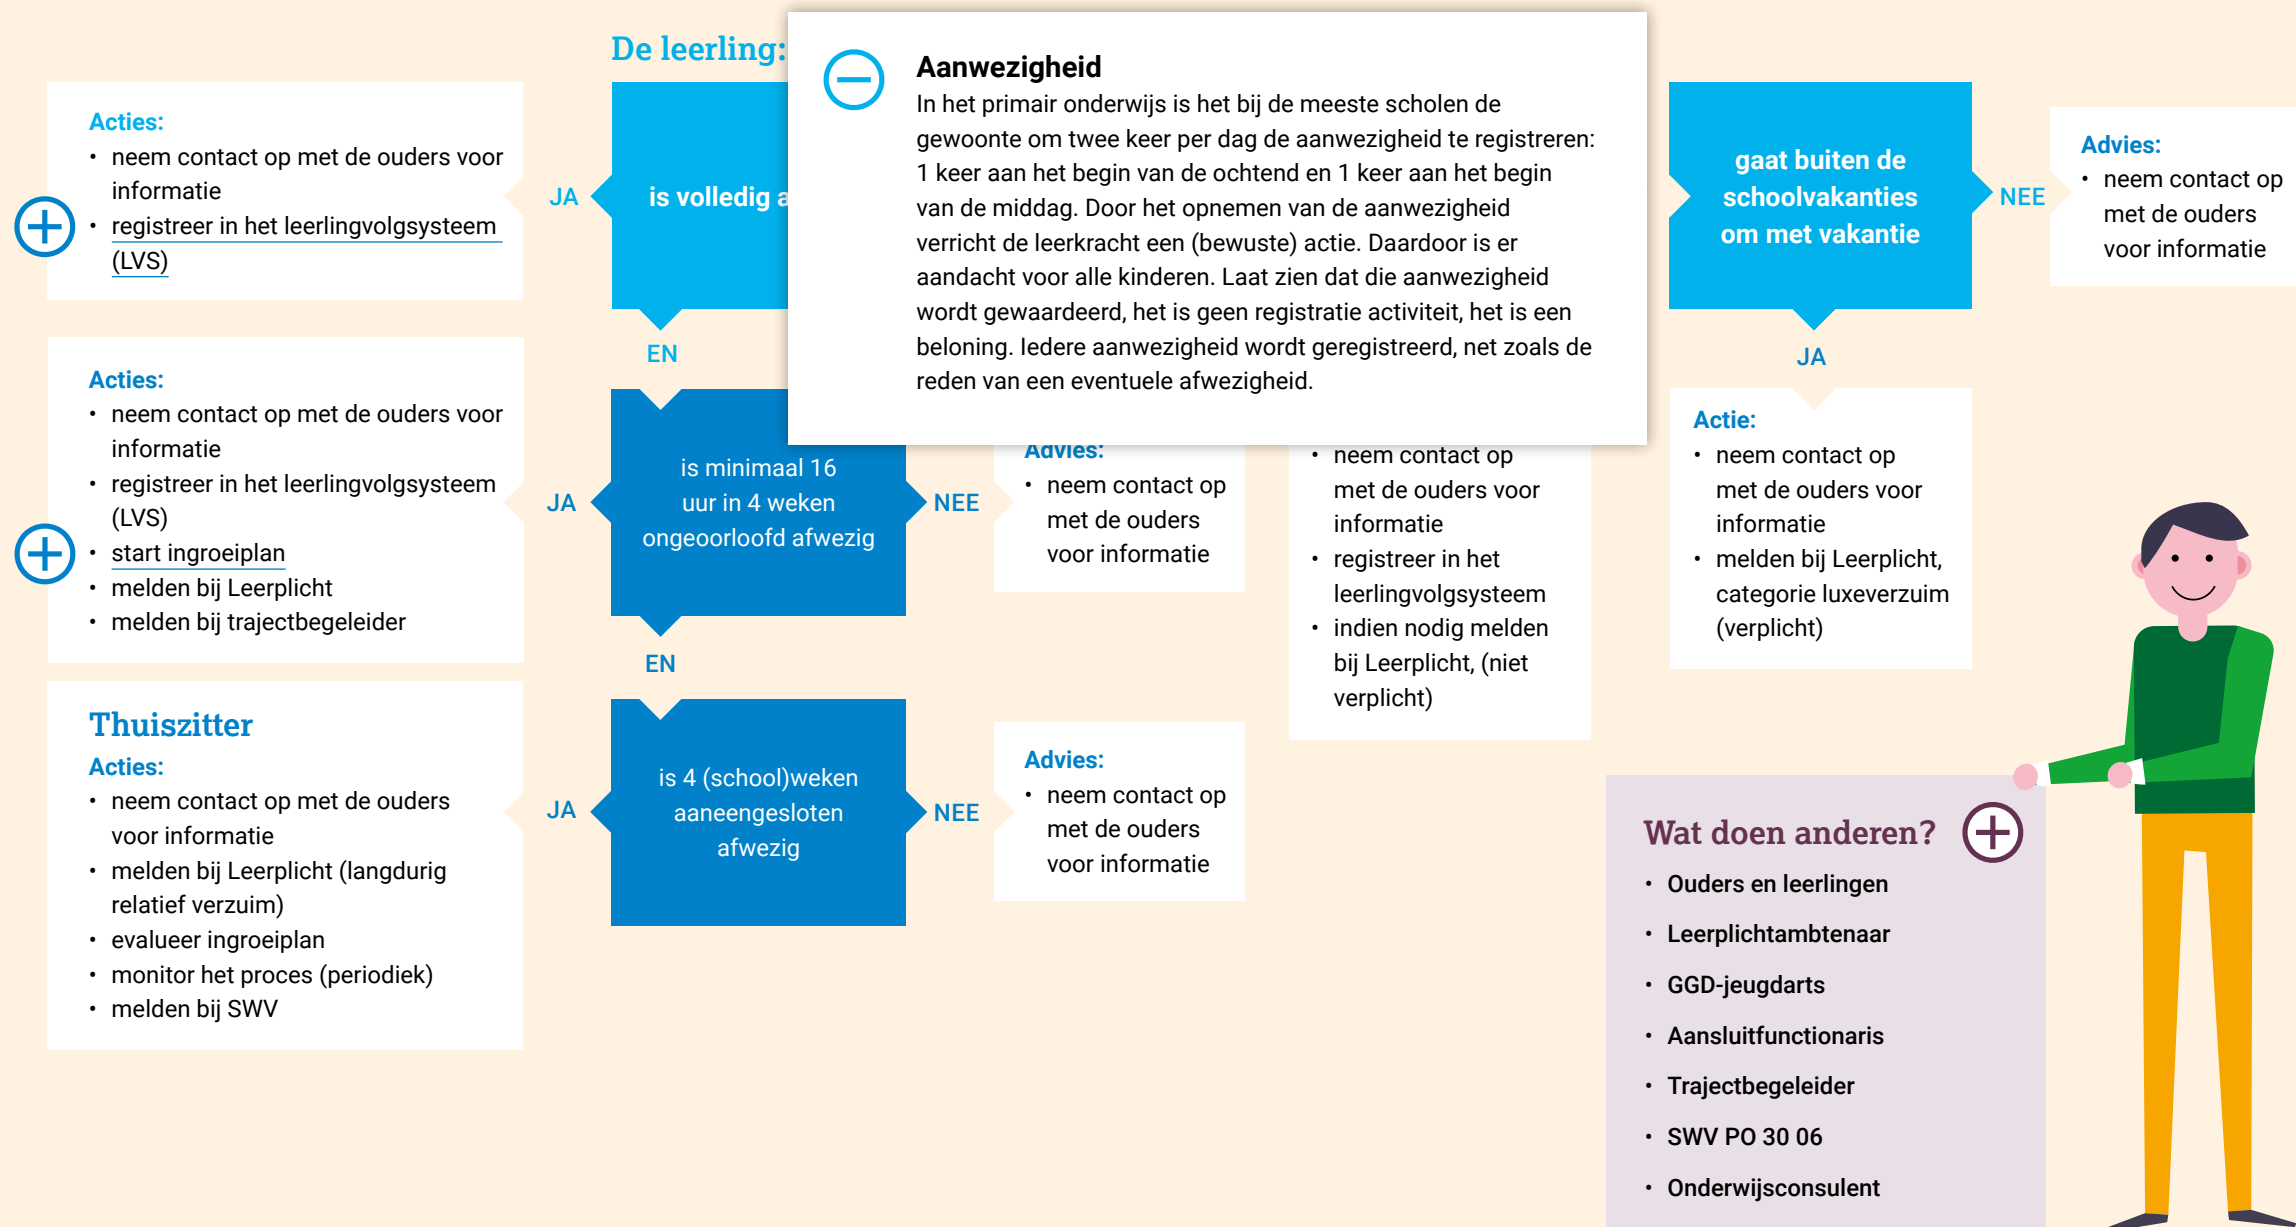 De leerling:
Acties:
• neem contact op met de ouders voor
informatie
• registreer in het leerlingvolgsysteem
(LVS)
JA
is volledig
EN
Aanwezigheid
In het primair onderwijs is het bij de meeste scholen de
gewoonte om twee keer per dag de aanwezigheid te registreren:
1 keer aan het begin van de ochtend en 1 keer aan het begin
van de middag. Door het opnemen van de aanwezigheid
verricht de leerkracht een (bewuste) actie. Daardoor is er
aandacht voor alle kinderen. Laat zien dat die aanwezigheid
wordt gewaardeerd, het is geen registratie activiteit, het is een
beloning. Iedere aanwezigheid wordt geregistreerd, net zoals de
reden van een eventuele afwezigheid.
gaat buiten de
schoolvakanties
om met vakantie
NEE
Advies:
• neem contact op
met de ouders
voor informatie
JA
Acties:
• neem contact op met de ouders voor
informatie
• registreer in het leerlingvolgsysteem
(LVS)
• start ingroeiplan
• melden bij Leerplicht
• melden bij trajectbegeleider
JA
is minimaal 16
uur in 4 weken
ongeoorloofd afwezig
NEE
EN
Advies:
• neem contact op
met de ouders
voor informatie
• neem contact op
met de ouders voor
informatie
• registreer in het
leerlingvolgsysteem
• indien nodig melden
bij Leerplicht, (niet
verplicht)
Actie:
• neem contact op
met de ouders voor
informatie
• melden bij Leerplicht,
categorie luxeverzuim
(verplicht)
Thuiszitter
Acties:
• neem contact op met de ouders
voor informatie
• melden bij Leerplicht (langdurig
relatief verzuim)
• evalueer ingroeiplan
• monitor het proces (periodiek)
• melden bij SWV
JA
is 4 (school)weken
aaneengesloten
afwezig
NEE
Advies:
• neem contact op
met de ouders
voor informatie
Wat doen anderen?
• Ouders en leerlingen
• Leerplichtambtenaar
• GGD-jeugdarts
• Aansluitfunctionaris
• Trajectbegeleider
• SWV PO 30 06
• Onderwijsconsulent